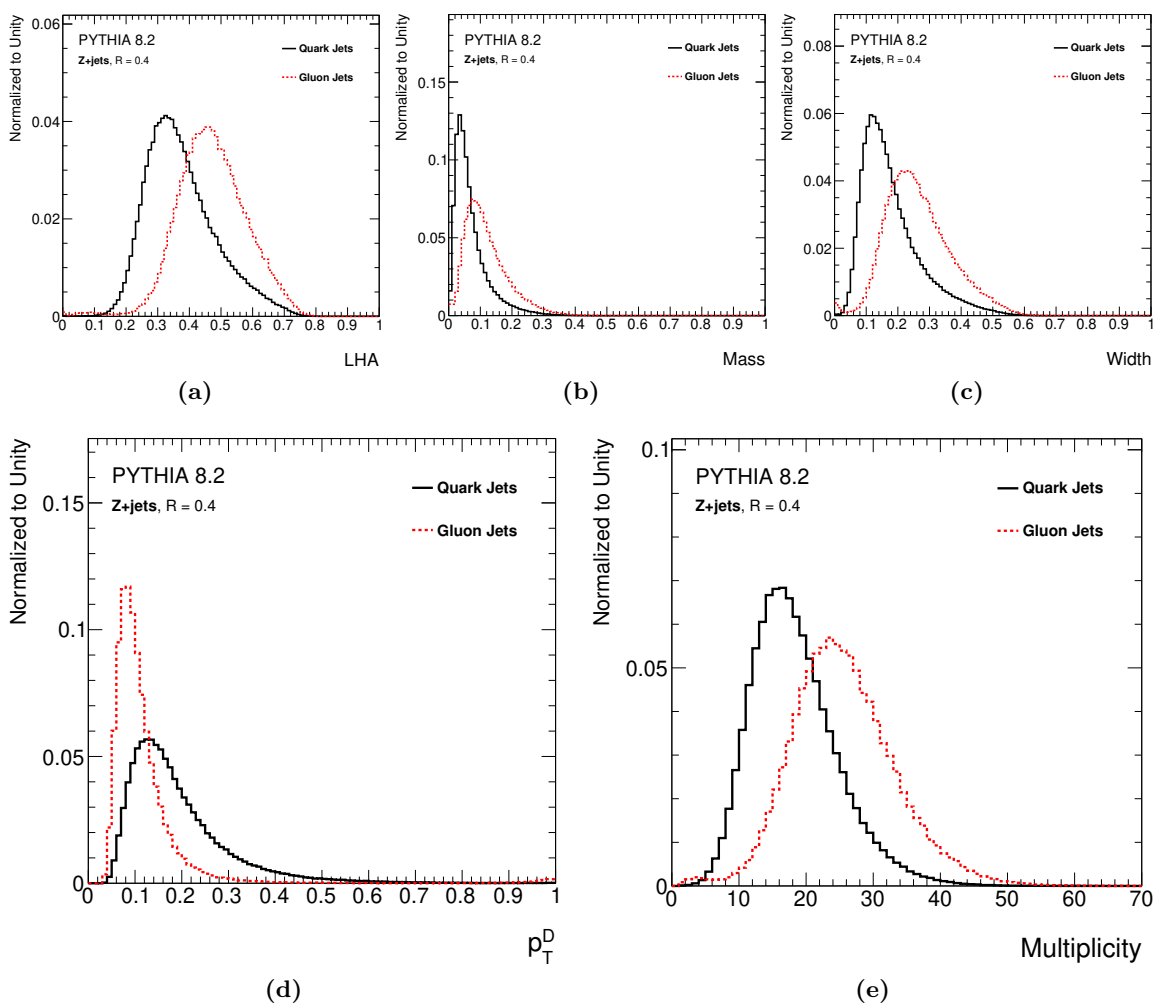 Normalized to Unity
0.06
0.04
0.02
0
PYTHIA 8.2
Z+jets, R = 0.4
Quark Jets
Gluon Jets
0 0.1 0.2 0.3 0.4 0.5 0.6 0.7 0.8 0.9 1
LHA
(a)
Normalized to Unity
0.15
0.1
0.05
0
PYTHIA 8.2
Z+jets, R = 0.4
Quark Jets
Gluon Jets
0 0.1 0.2 0.3 0.4 0.5 0.6 0.7 0.8 0.9 1
Mass
(b)
Normalized to Unity
0.08
0.06
0.04
0.02
0
PYTHIA 8.2
Z+jets, R = 0.4
Quark Jets
Gluon Jets
0 0.1 0.2 0.3 0.4 0.5 0.6 0.7 0.8 0.9 1
Width
(c)
Normalized to Unity
0.15
0.1
0.05
0
PYTHIA 8.2
Z+jets, R = 0.4
Quark Jets
Gluon Jets
0 0.1 0.2 0.3 0.4 0.5 0.6 0.7 0.8 0.9 1
p_T^D
(d)
Normalized to Unity
0.1
0.05
0
PYTHIA 8.2
Z+jets, R = 0.4
Quark Jets
Gluon Jets
0 10 20 30 40 50 60 70
Multiplicity
(e)